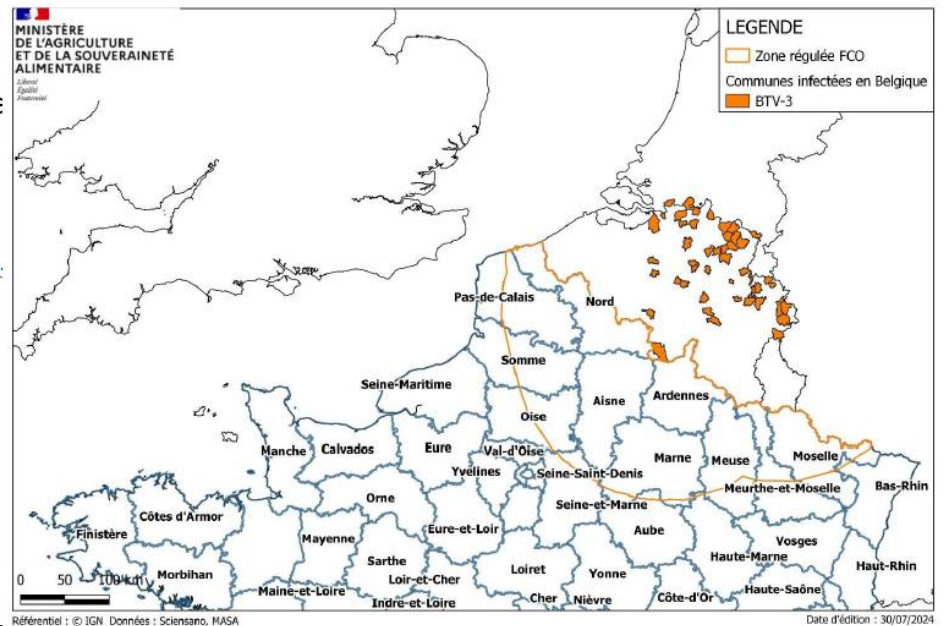 MINISTÈRE
DE L'AGRICULTURE
ET DE LA SOUVERAINETÉ
ALIMENTAIRE
Liberté
Égalité
Fraternité
LEGENDE
Zone régulée FCO
Communes infectées en Belgique
BTV-3
Pas-de-Calais
Nord
Somme
Seine-Maritime
Aisne
Ardennes
Oise
Manche
Calvados
Eure
Val-d'Oise
Marne
Meuse
Moselle
Yvelines
Seine-Saint-Denis
Bas-Rhin
Meurthe-et-Moselle
Orne
Seine-et-Marne
Côtes d'Armor
Finistère
Eure-et-Loir
Aube
Mayenne
Vosges
Haute-Marne
Sarthe
Loiret
Yonne
Haut-Rhin
Morbihan
Loir-et-Cher
Maine-et-Loire
Haute-Saône
Indre-et-Loire
Cher
Nièvre
Côte-d'Or
0 50 100 km
Référentiel : © IGN Données : Sciensano, MASA
Date d'édition : 30/07/2024